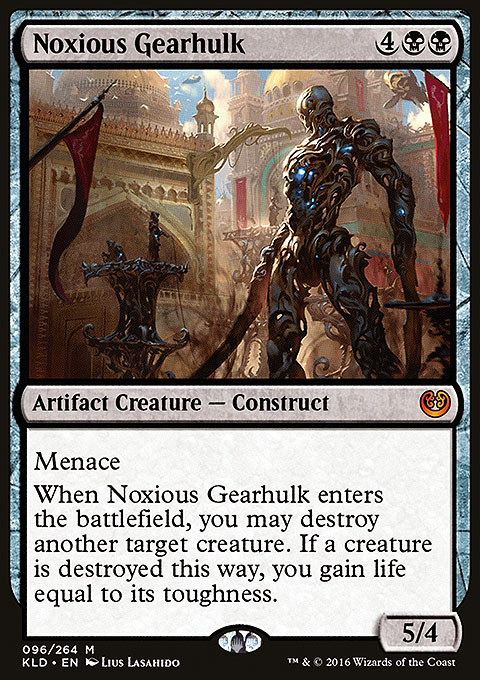 Noxious Gearhulk 4
Artifact Creature — Construct
Menace
When Noxious Gearhulk enters
the battlefield, you may destroy
another target creature. If a creature
is destroyed this way, you gain life
equal to its toughness.
5/4
096/264 M
KLD • EN Lius Lasahido
™ & © 2016 Wizards of the Coast